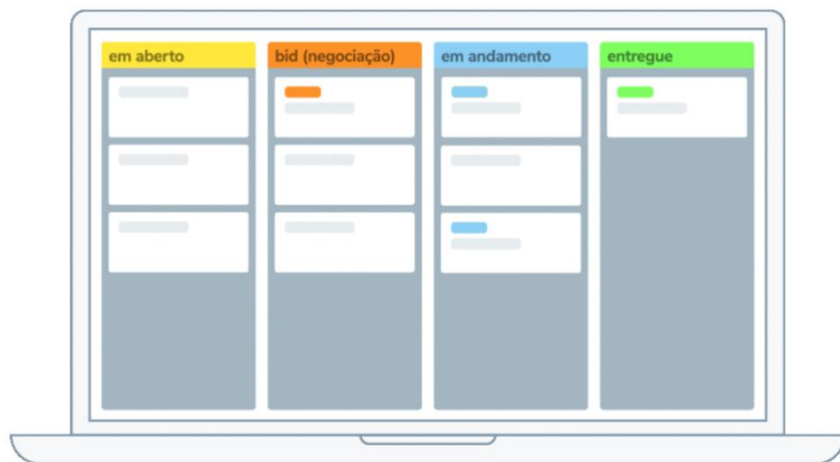 em aberto
bid (negociação)
em andamento
entregue